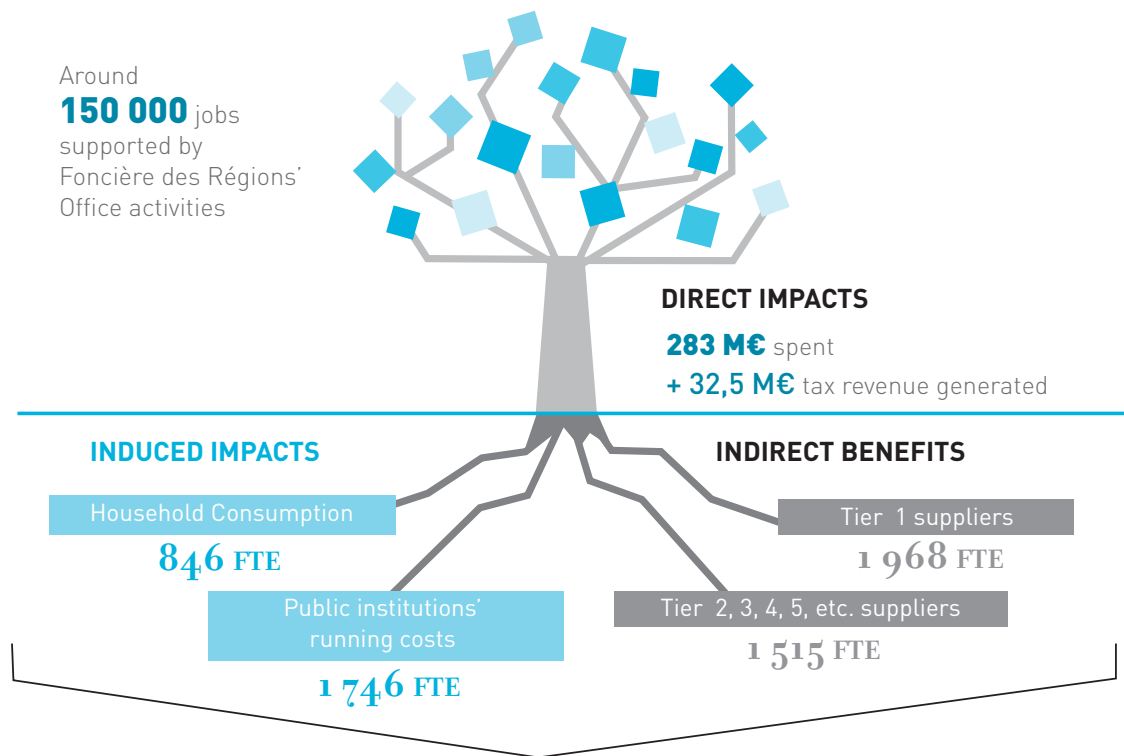 Around
150 000 jobs
supported by
Foncière des Régions’
Office activities
DIRECT IMPACTS
283 M€ spent
+ 32,5 M€ tax revenue generated
INDUCED IMPACTS
Household Consumption
846 FTE
Public institutions’
running costs
1 746 FTE
INDIRECT BENEFITS
Tier 1 suppliers
1 968 FTE
Tier 2, 3, 4, 5, etc. suppliers
1 515 FTE